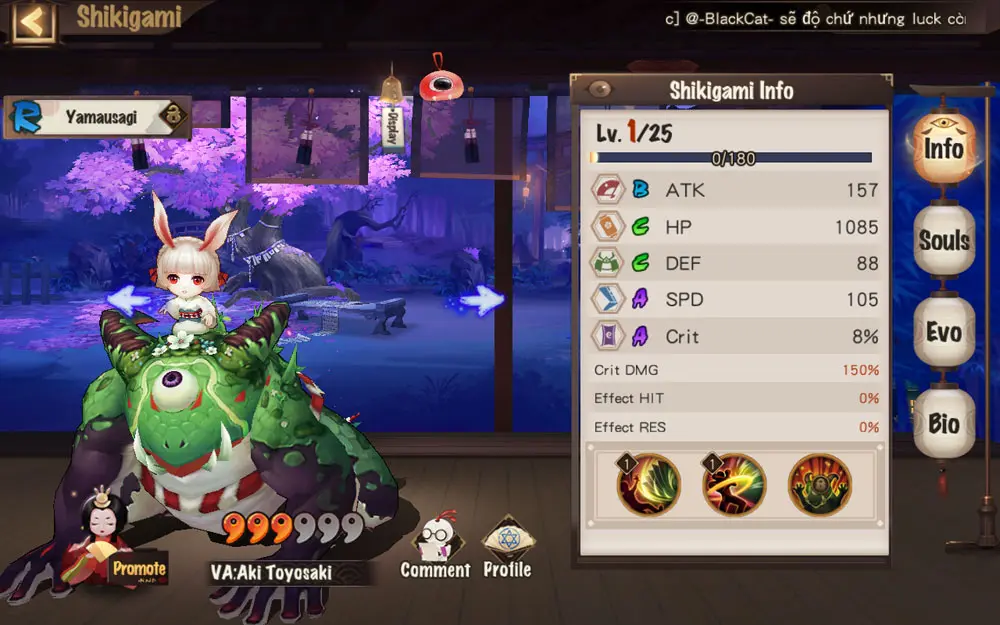 Shikigami
c] @-BlackCat- sẽ độ chứ nhưng luck còi
R Yamausagi
Display
Shikigami Info
Lv. 1/25
0/180
B ATK 157
C HP 1085
C DEF 88
A SPD 105
A Crit 8%
Crit DMG 150%
Effect HIT 0%
Effect RES 0%
1
1
Info
Souls
Evo
Bio
Promote
VA:Aki Toyosaki
Comment
Profile